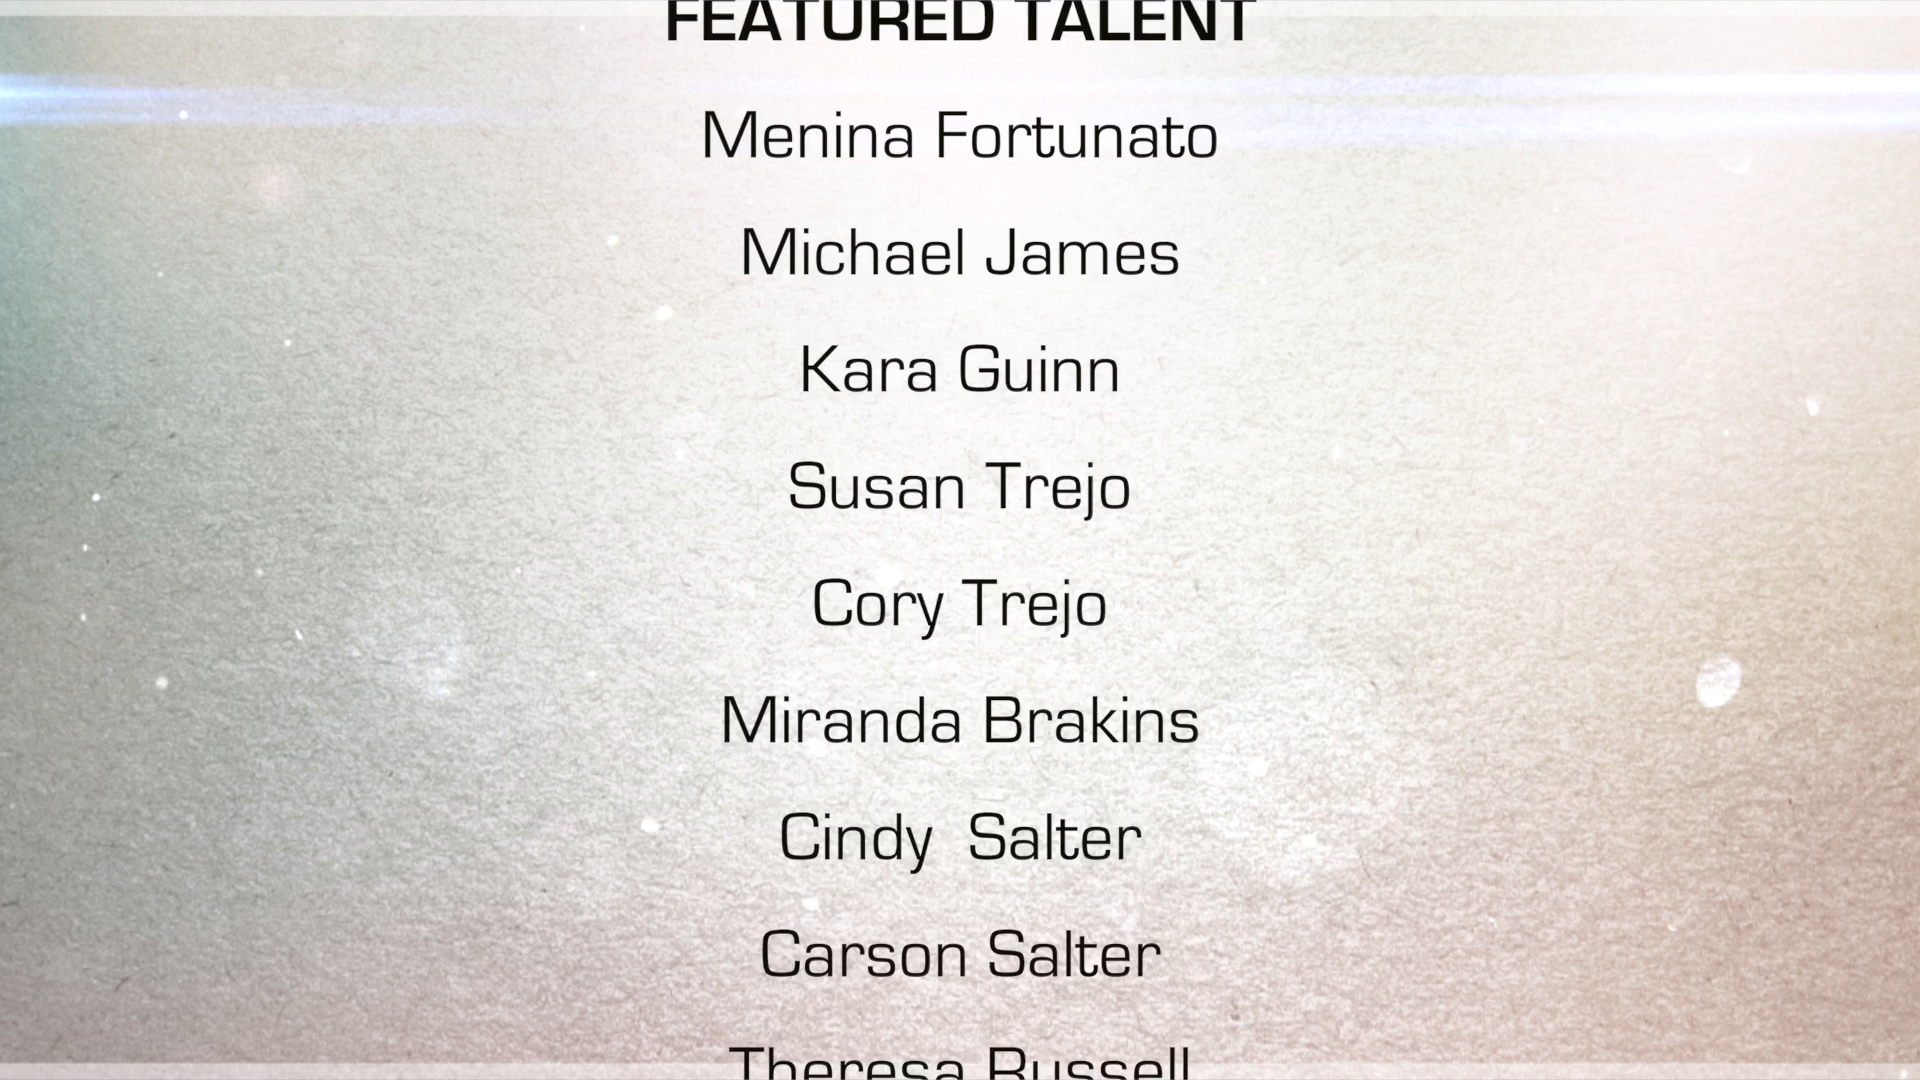 FEATURED TALENT
Menina Fortunato
Michael James
Kara Guinn
Susan Trejo
Cory Trejo
Miranda Brakins
Cindy  Salter
Carson Salter
Theresa Russell